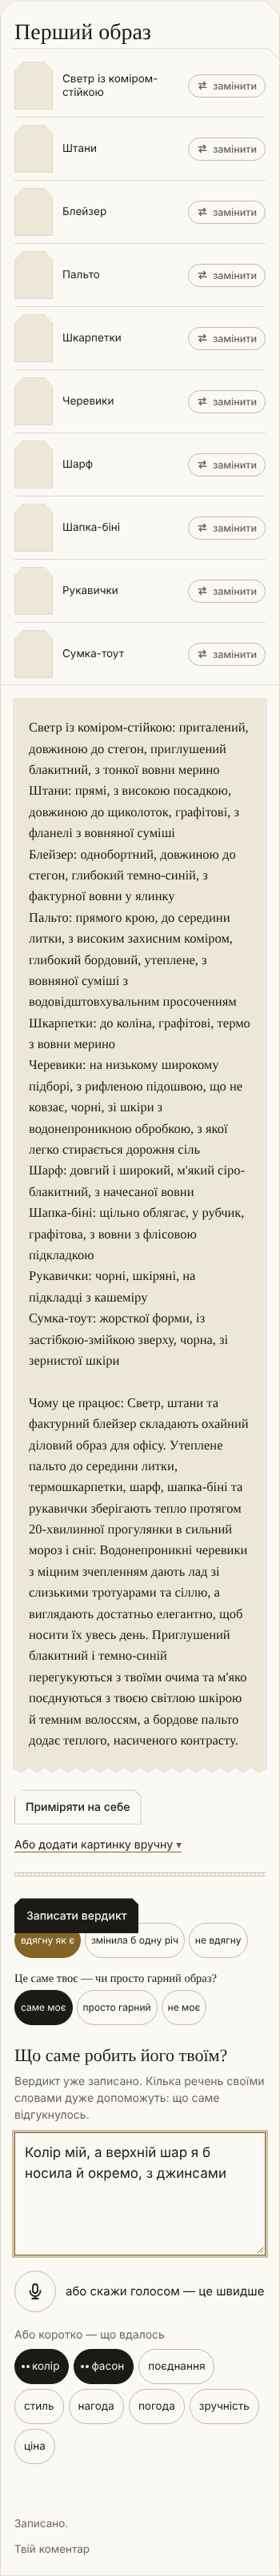 Перший образ
Светр із коміром-
стійкою
замінити
Штани
замінити
Блейзер
замінити
Пальто
замінити
Шкарпетки
замінити
Черевики
замінити
Шарф
замінити
Шапка-біні
замінити
Рукавички
замінити
Сумка-тоут
замінити
Светр із коміром-стійкою: приталений,
довжиною до стегон, приглушений
блакитний, з тонкої вовни мерино
Штани: прямі, з високою посадкою,
довжиною до щиколоток, графітові, з
фланелі з вовняної суміші
Блейзер: однобортний, довжиною до
стегон, глибокий темно-синій, з
фактурної вовни у ялинку
Пальто: прямого крою, до середини
литки, з високим захисним коміром,
глибокий бордовий, утеплене, з
вовняної суміші з
водовідштовхувальним просоченням
Шкарпетки: до коліна, графітові, термо
з вовни мерино
Черевики: на низькому широкому
підборі, з рифленою підошвою, що не
ковзає, чорні, зі шкіри з
водонепроникною обробкою, з якої
легко стирається дорожня сіль
Шарф: довгий і широкий, м'який сіро-
блакитний, з начесаної вовни
Шапка-біні: щільно облягає, у рубчик,
графітова, з вовни з флісовою
підкладкою
Рукавички: чорні, шкіряні, на
підкладці з кашеміру
Сумка-тоут: жорсткої форми, із
застібкою-змійкою зверху, чорна, зі
зернистої шкіри
Чому це працює: Светр, штани та
фактурний блейзер складають охайний
діловий образ для офісу. Утеплене
пальто до середини литки,
термошкарпетки, шарф, шапка-біні та
рукавички зберігають тепло протягом
20-хвилинної прогулянки в сильний
мороз і сніг. Водонепроникні черевики
з міцним зчепленням дають лад зі
слизькими тротуарами та сіллю, а
виглядають достатньо елегантно, щоб
носити їх увесь день. Приглушений
блакитний і темно-синій
перегукуються з твоїми очима та м'яко
поєднуються з твоєю світлою шкірою
й темним волоссям, а бордове пальто
додає теплого, насиченого контрасту.
Приміряти на себе
Або додати картинку вручну ▾
Записати вердикт
вдягну як є
змінила б одну річ
не вдягну
Це саме твоє — чи просто гарний образ?
саме моє
просто гарний
не моє
Що саме робить його твоїм?
Вердикт уже записано. Кілька речень своїми
словами дуже допоможуть: що саме
відгукнулось.
Колір мій, а верхній шар я б
носила й окремо, з джинсами
або скажи голосом — це швидше
Або коротко — що вдалось
колір
фасон
поєднання
стиль
нагода
погода
зручність
ціна
Записано.
Твій коментар